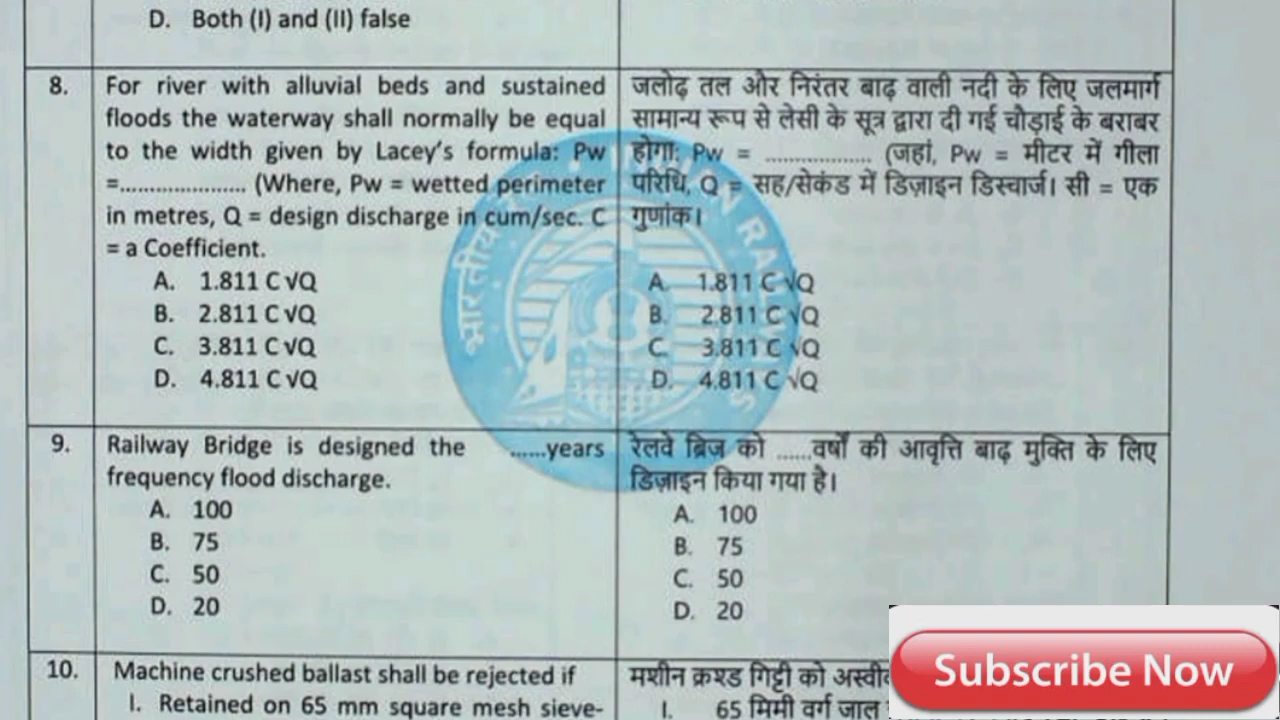 D. Both (I) and (II) false
8.
For river with alluvial beds and sustained
floods the waterway shall normally be equal
to the width given by Lacey's formula: Pw
=...................... (Where, Pw = wetted perimeter
in metres, Q = design discharge in cum/sec. C
= a Coefficient.
A. 1.811 C √Q
B. 2.811 C √Q
C. 3.811 C √Q
D. 4.811 C √Q
जलोढ़ तल और निरंतर बाढ़ वाली नदी के लिए जलमार्ग
सामान्य रूप से लेसी के सूत्र द्वारा दी गई चौड़ाई के बराबर
होगा: Pw = .................. (जहां, Pw = मीटर में गीला
परिधि, Q = सह/सेकंड में डिज़ाइन डिस्चार्ज। सी = एक
गुणांक।
A. 1.811 C √Q
B. 2.811 C √Q
C. 3.811 C √Q
D. 4.811 C √Q
9.
Railway Bridge is designed the ......years
frequency flood discharge.
A. 100
B. 75
C. 50
D. 20
रेलवे ब्रिज को ......वर्षों की आवृत्ति बाढ़ मुक्ति के लिए
डिज़ाइन किया गया है।
A. 100
B. 75
C. 50
D. 20
10.
Machine crushed ballast shall be rejected if
I. Retained on 65 mm square mesh sieve-
मशीन क्रश्ड गिट्टी को
I. 65 मिमी वर्ग जाल
Subscribe Now